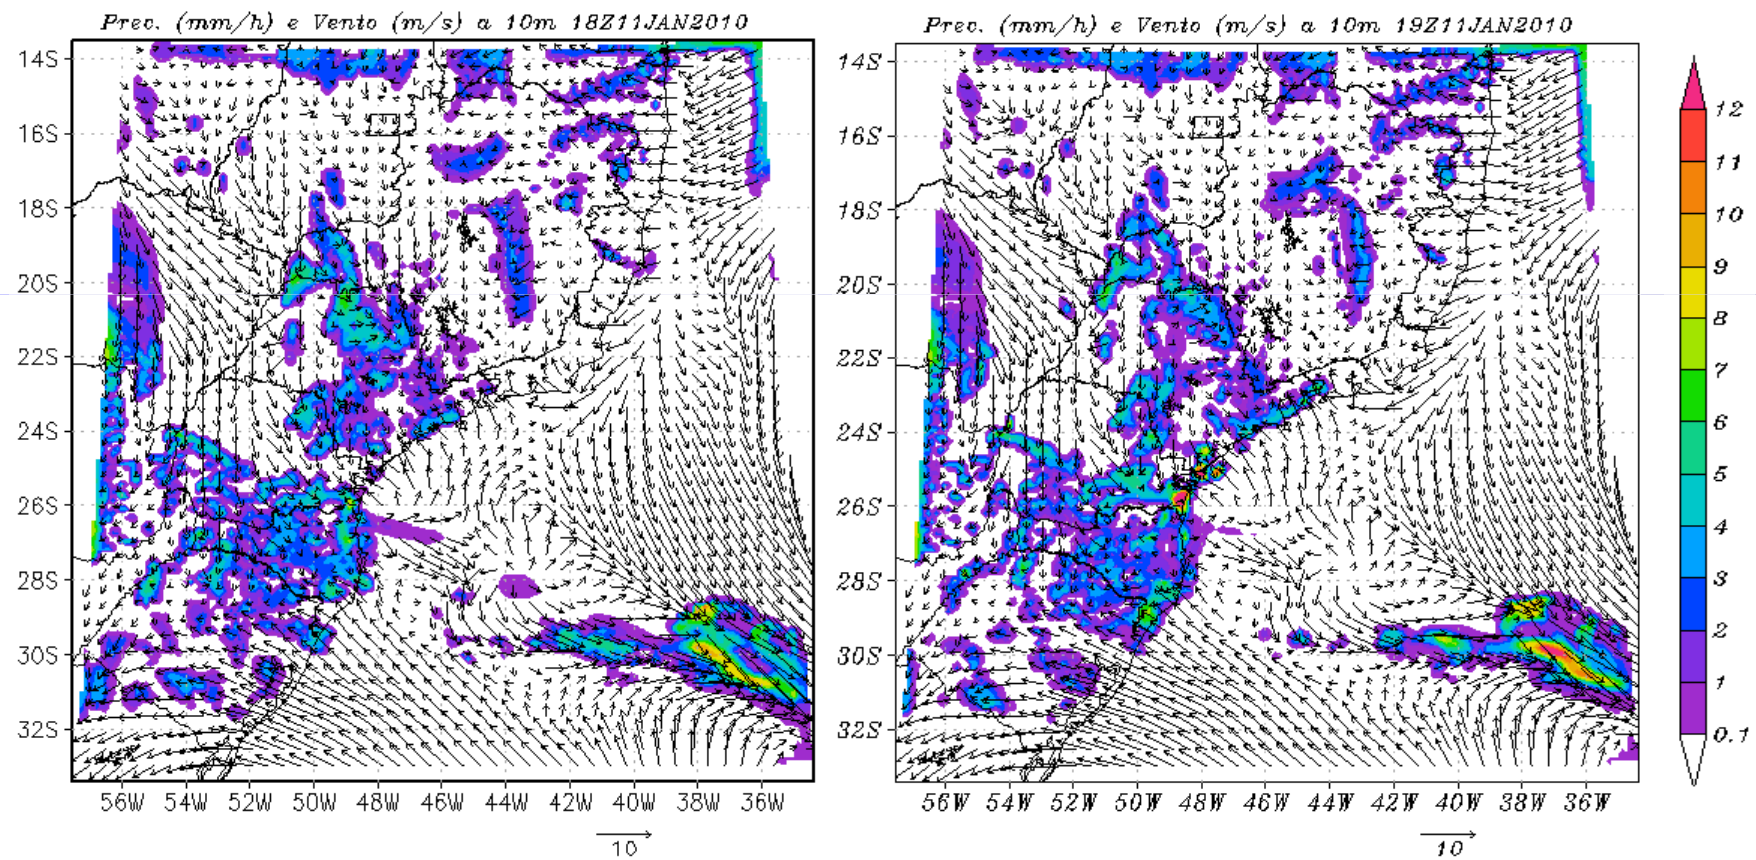 Prec. (mm/h) e Vento (m/s) a 10m 18Z11JAN2010
14S
16S
18S
20S
22S
24S
26S
28S
30S
32S
56W 54W 52W 50W 48W 46W 44W 42W 40W 38W 36W
10
Prec. (mm/h) e Vento (m/s) a 10m 19Z11JAN2010
14S
16S
18S
20S
22S
24S
26S
28S
30S
32S
56W 54W 52W 50W 48W 46W 44W 42W 40W 38W 36W
10
12
11
10
9
8
7
6
5
4
3
2
1
0.1